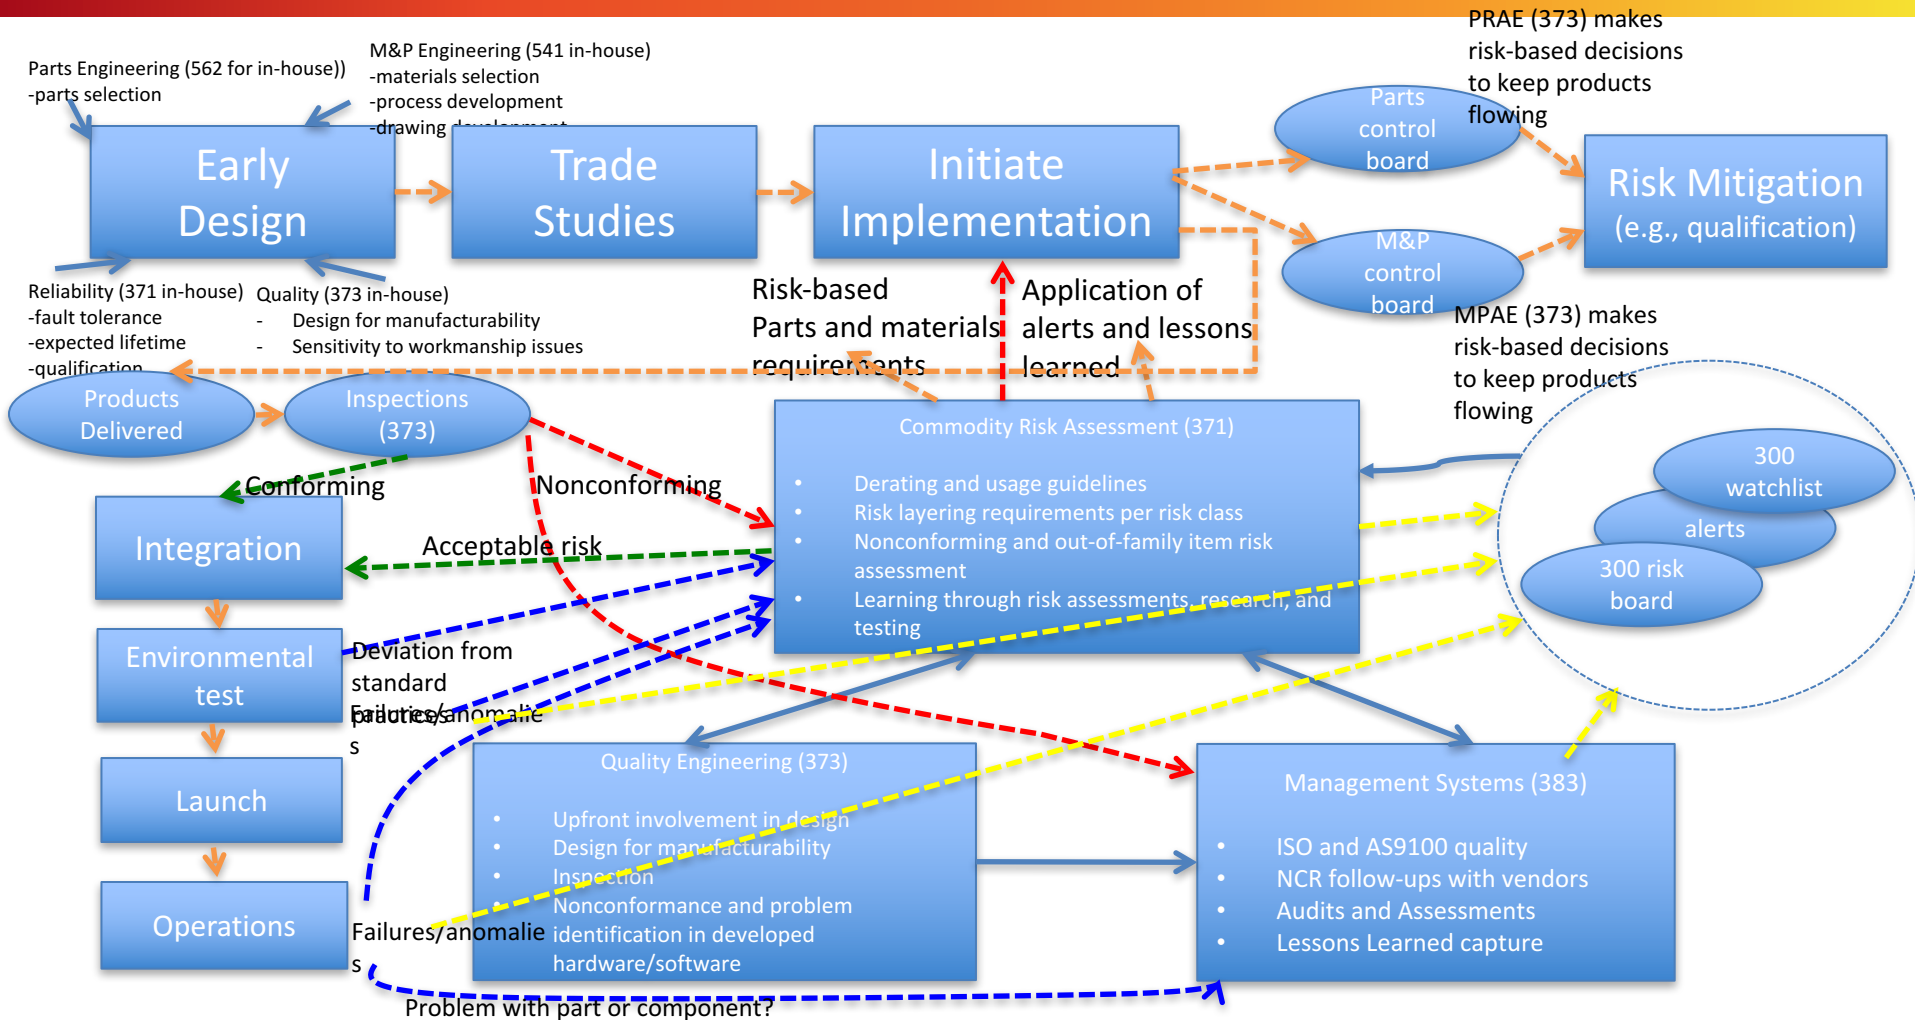 PRAE (373) makes
risk-based decisions
to keep products
flowing
Parts Engineering (562 for in-house))
-parts selection
M&P Engineering (541 in-house)
-materials selection
-process development
-drawing development
Early
Design
Trade
Studies
Initiate
Implementation
Parts
control
board
M&P
control
board
Risk Mitigation
(e.g., qualification)
Reliability (371 in-house)
-fault tolerance
-expected lifetime
-qualification
Quality (373 in-house)
- Design for manufacturability
- Sensitivity to workmanship issues
Risk-based
Parts and materials
requirements
Application of
alerts and lessons
learned
MPAE (373) makes
risk-based decisions
to keep products
flowing
Products
Delivered
Inspections
(373)
Conforming
Nonconforming
Acceptable risk
Commodity Risk Assessment (371)
• Derating and usage guidelines
• Risk layering requirements per risk class
• Nonconforming and out-of-family item risk
assessment
• Learning through risk assessments, research, and
testing
300
watchlist
alerts
300 risk
board
Integration
Environmental
test
Launch
Operations
Deviation from
standard
practices
Failures/anomalie
s
Quality Engineering (373)
• Upfront involvement in design
• Design for manufacturability
• Inspection
• Nonconformance and problem
identification in developed
hardware/software
Management Systems (383)
• ISO and AS9100 quality
• NCR follow-ups with vendors
• Audits and Assessments
• Lessons Learned capture
Failures/anomalie
s
Problem with part or component?